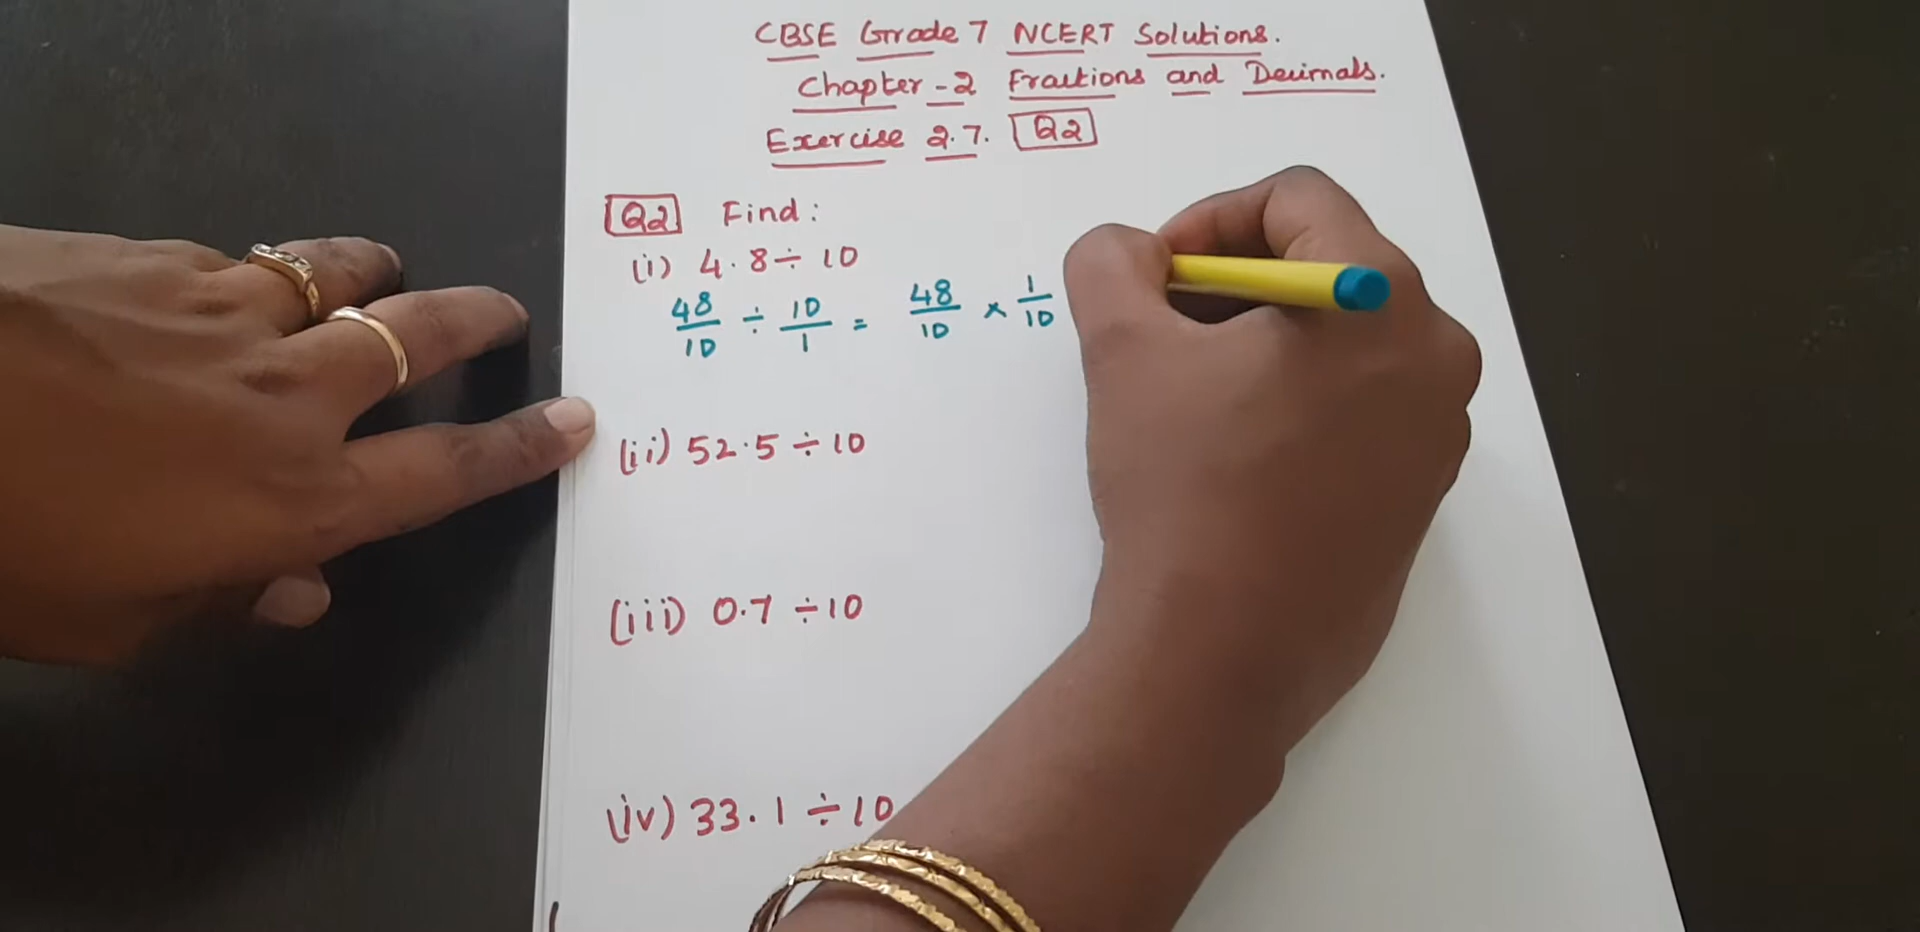 CBSE Grade 7 NCERT Solutions.
Chapter - 2 Fractions and Decimals.
Exercise 2.7. Q2
Q2 Find:
(i) 4.8 ÷ 10
48/10 ÷ 10/1 = 48/10 × 1/10
(ii) 52.5 ÷ 10
(iii) 0.7 ÷ 10
(iv) 33.1 ÷ 10